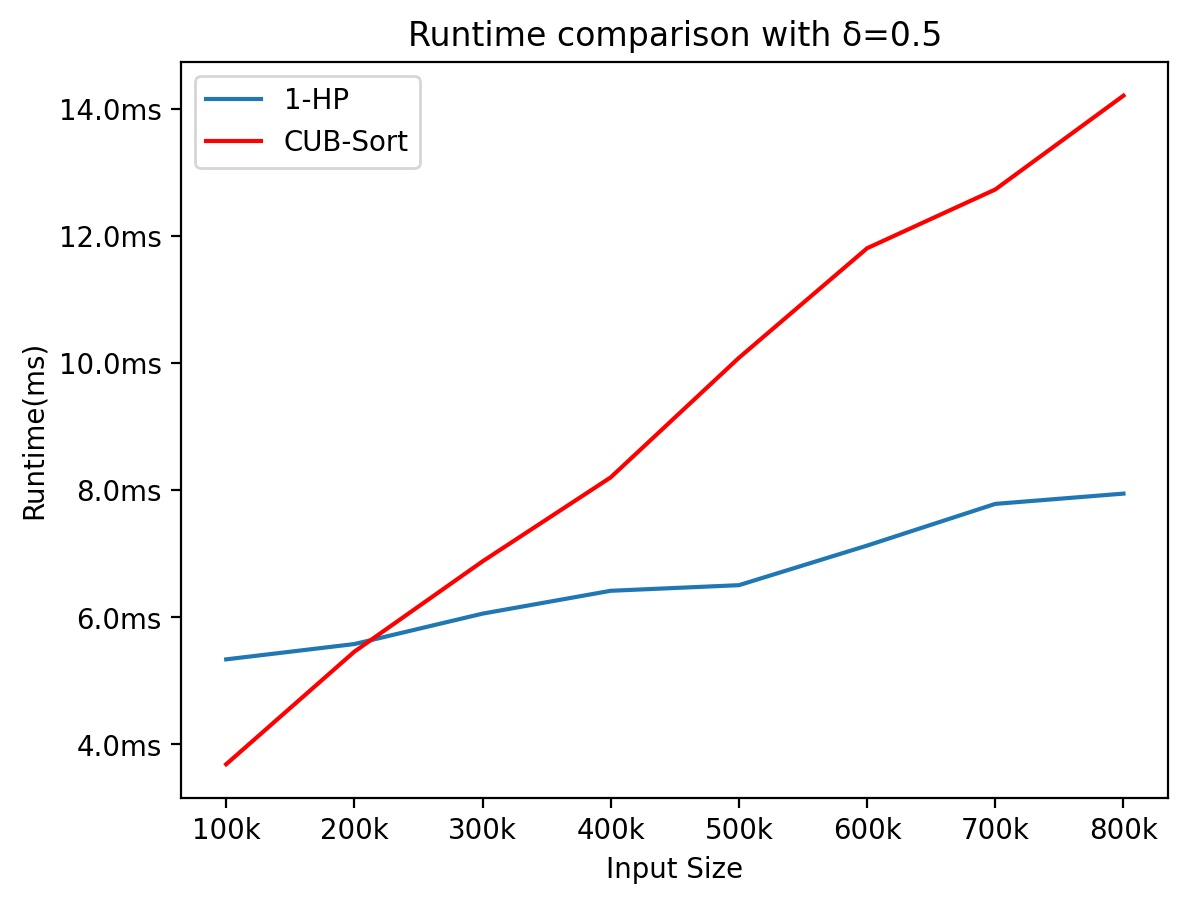 Runtime comparison with δ=0.5
1-HP
CUB-Sort
14.0ms
12.0ms
10.0ms
8.0ms
6.0ms
4.0ms
Runtime(ms)
100k 200k 300k 400k 500k 600k 700k 800k
Input Size